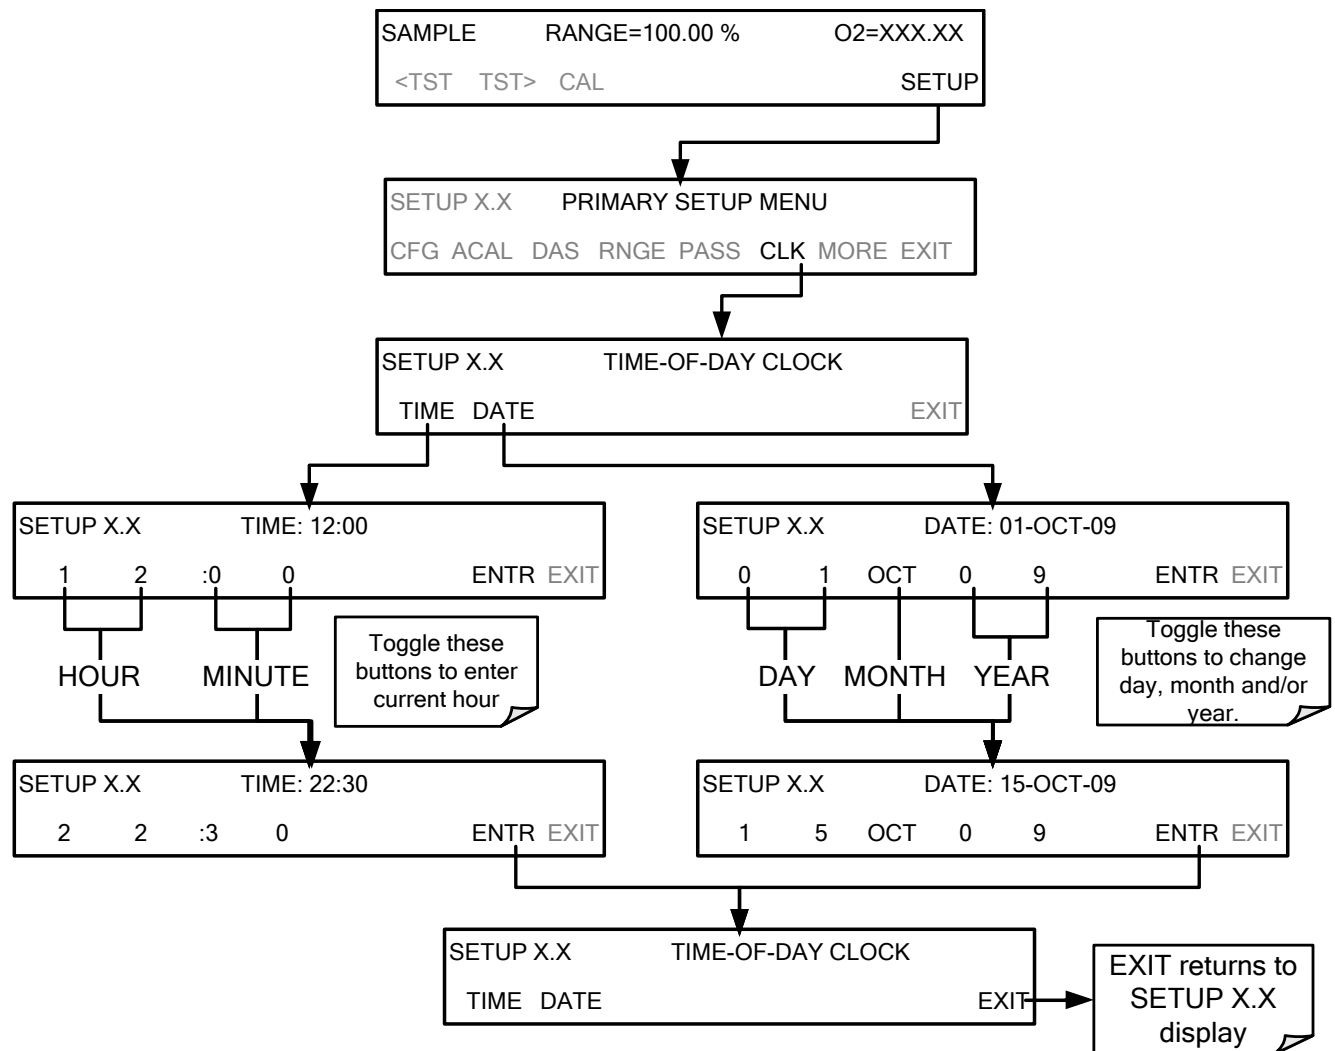 SAMPLE RANGE=100.00 % O2=XXX.XX
<TST TST> CAL SETUP
SETUP X.X PRIMARY SETUP MENU
CFG ACAL DAS RNGE PASS CLK MORE EXIT
SETUP X.X TIME-OF-DAY CLOCK
TIME DATE EXIT
SETUP X.X TIME: 12:00
1 2 :0 0 ENTR EXIT
HOUR MINUTE
Toggle these
buttons to enter
current hour
SETUP X.X DATE: 01-OCT-09
0 1 OCT 0 9 ENTR EXIT
DAY MONTH YEAR
Toggle these
buttons to change
day, month and/or
year.
SETUP X.X TIME: 22:30
2 2 :3 0 ENTR EXIT
SETUP X.X DATE: 15-OCT-09
1 5 OCT 0 9 ENTR EXIT
SETUP X.X TIME-OF-DAY CLOCK
TIME DATE EXIT
EXIT returns to
SETUP X.X
display